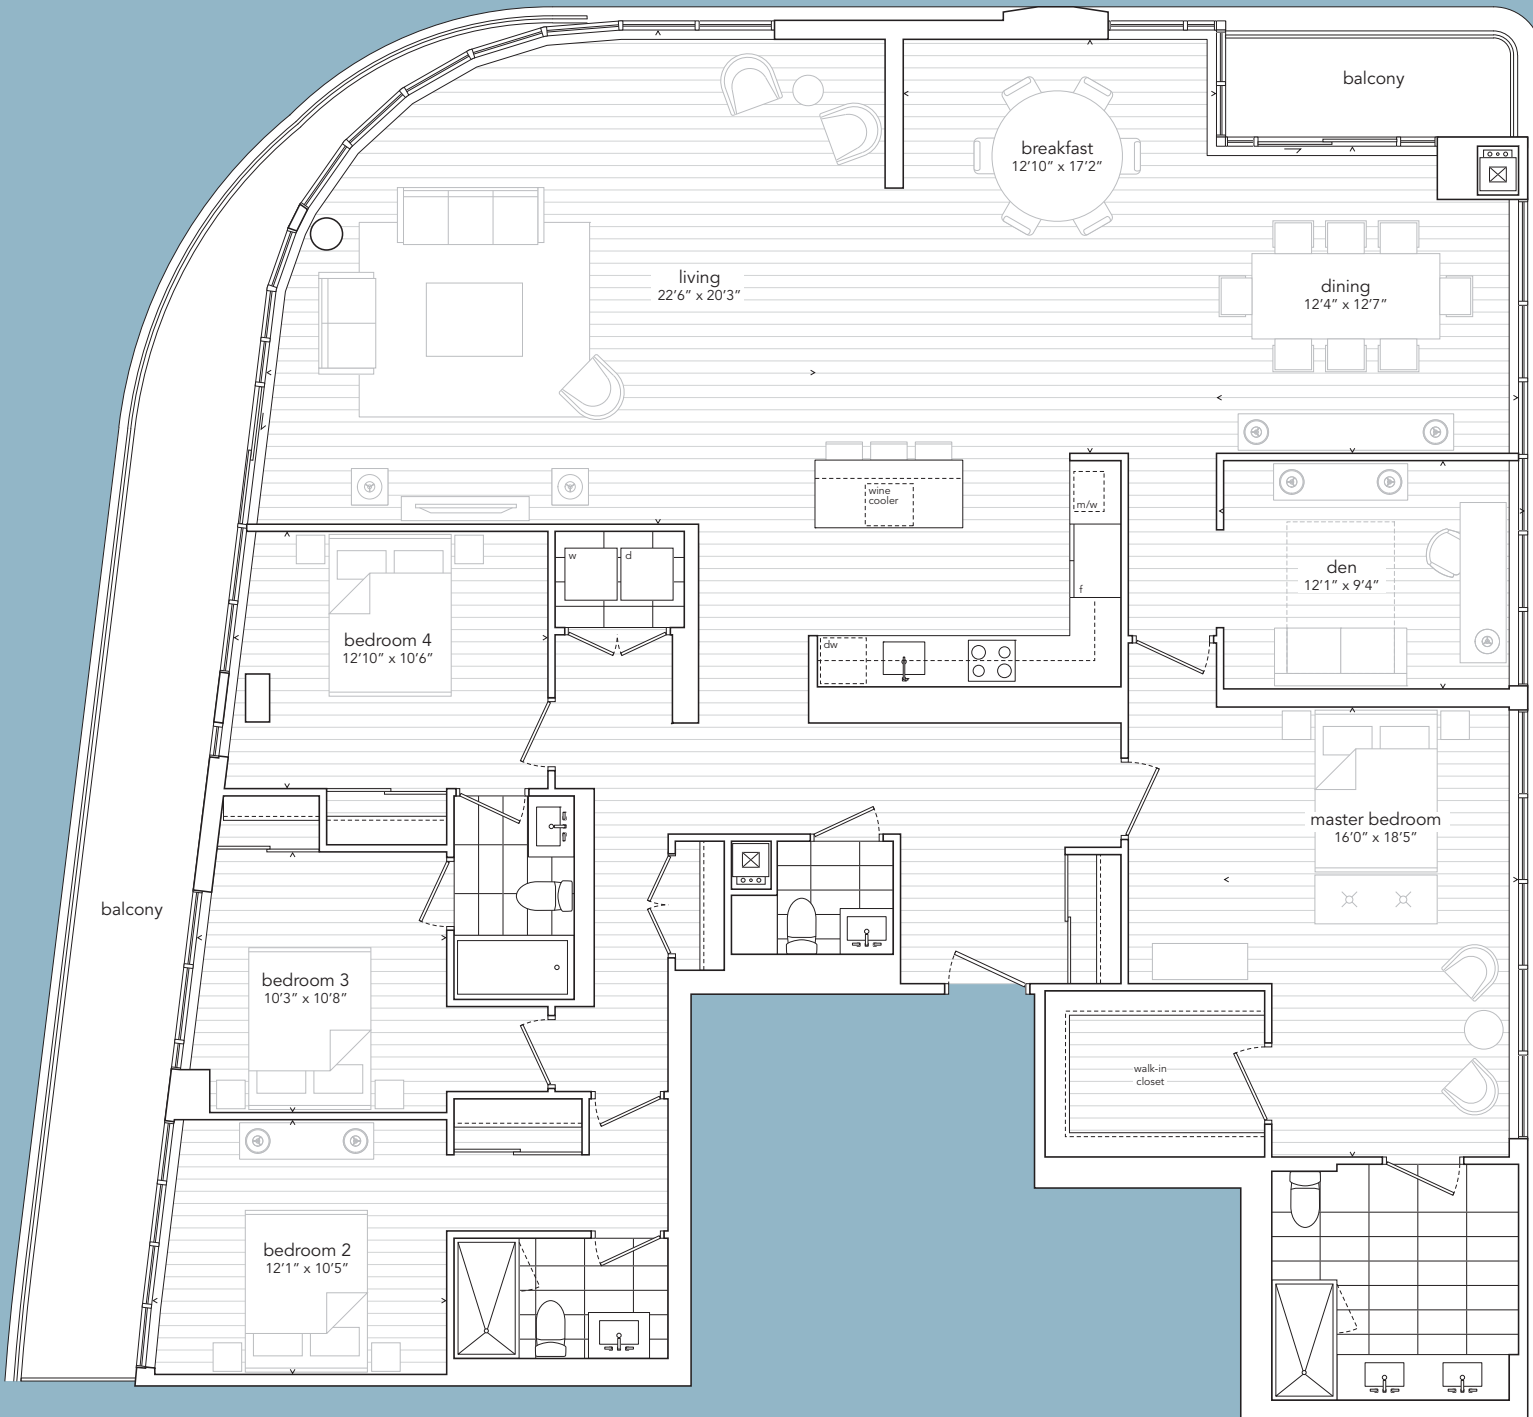 balcony
breakfast
12'10" x 17'2"
living
22'6" x 20'3"
dining
12'4" x 12'7"
wine
cooler
m/w
w
d
f
den
12'1" x 9'4"
bedroom 4
12'10" x 10'6"
dw
master bedroom
16'0" x 18'5"
balcony
bedroom 3
10'3" x 10'8"
walk-in
closet
bedroom 2
12'1" x 10'5"